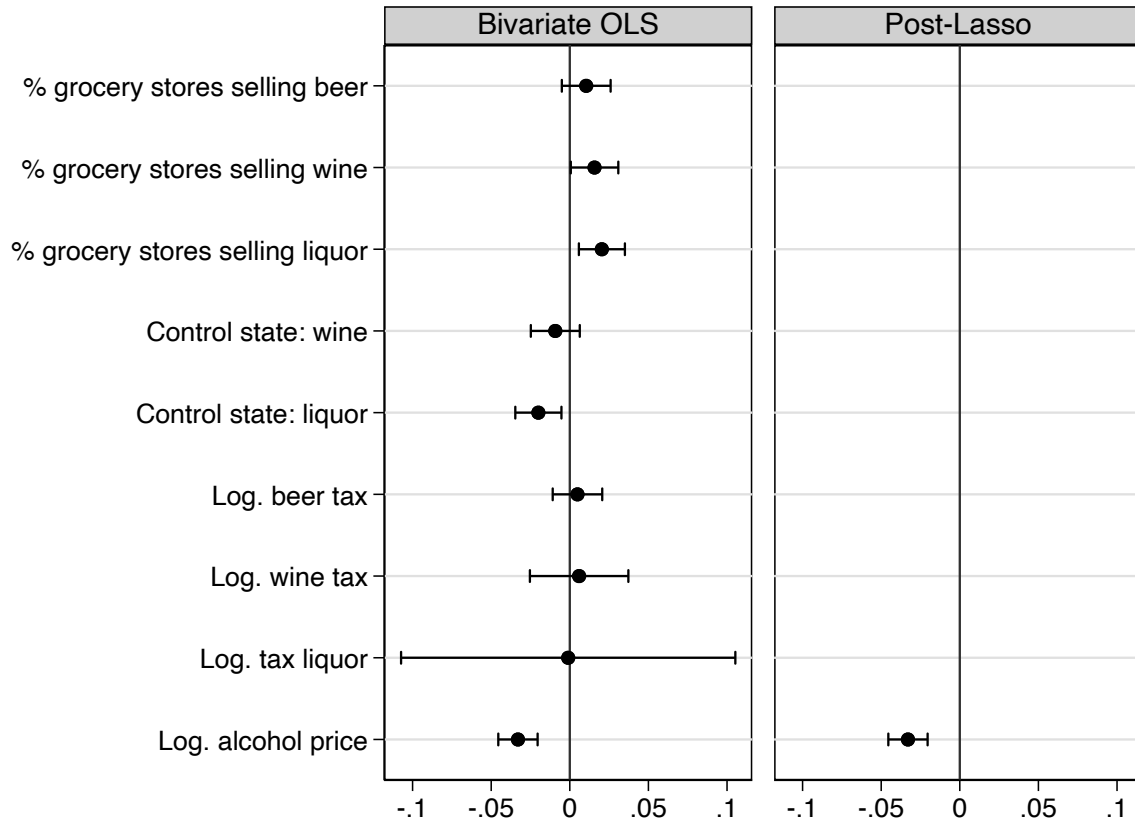 Bivariate OLS
Post-Lasso
% grocery stores selling beer
% grocery stores selling wine
% grocery stores selling liquor
Control state: wine
Control state: liquor
Log. beer tax
Log. wine tax
Log. tax liquor
Log. alcohol price
-.1 -.05 0 .05 .1
-.1 -.05 0 .05 .1